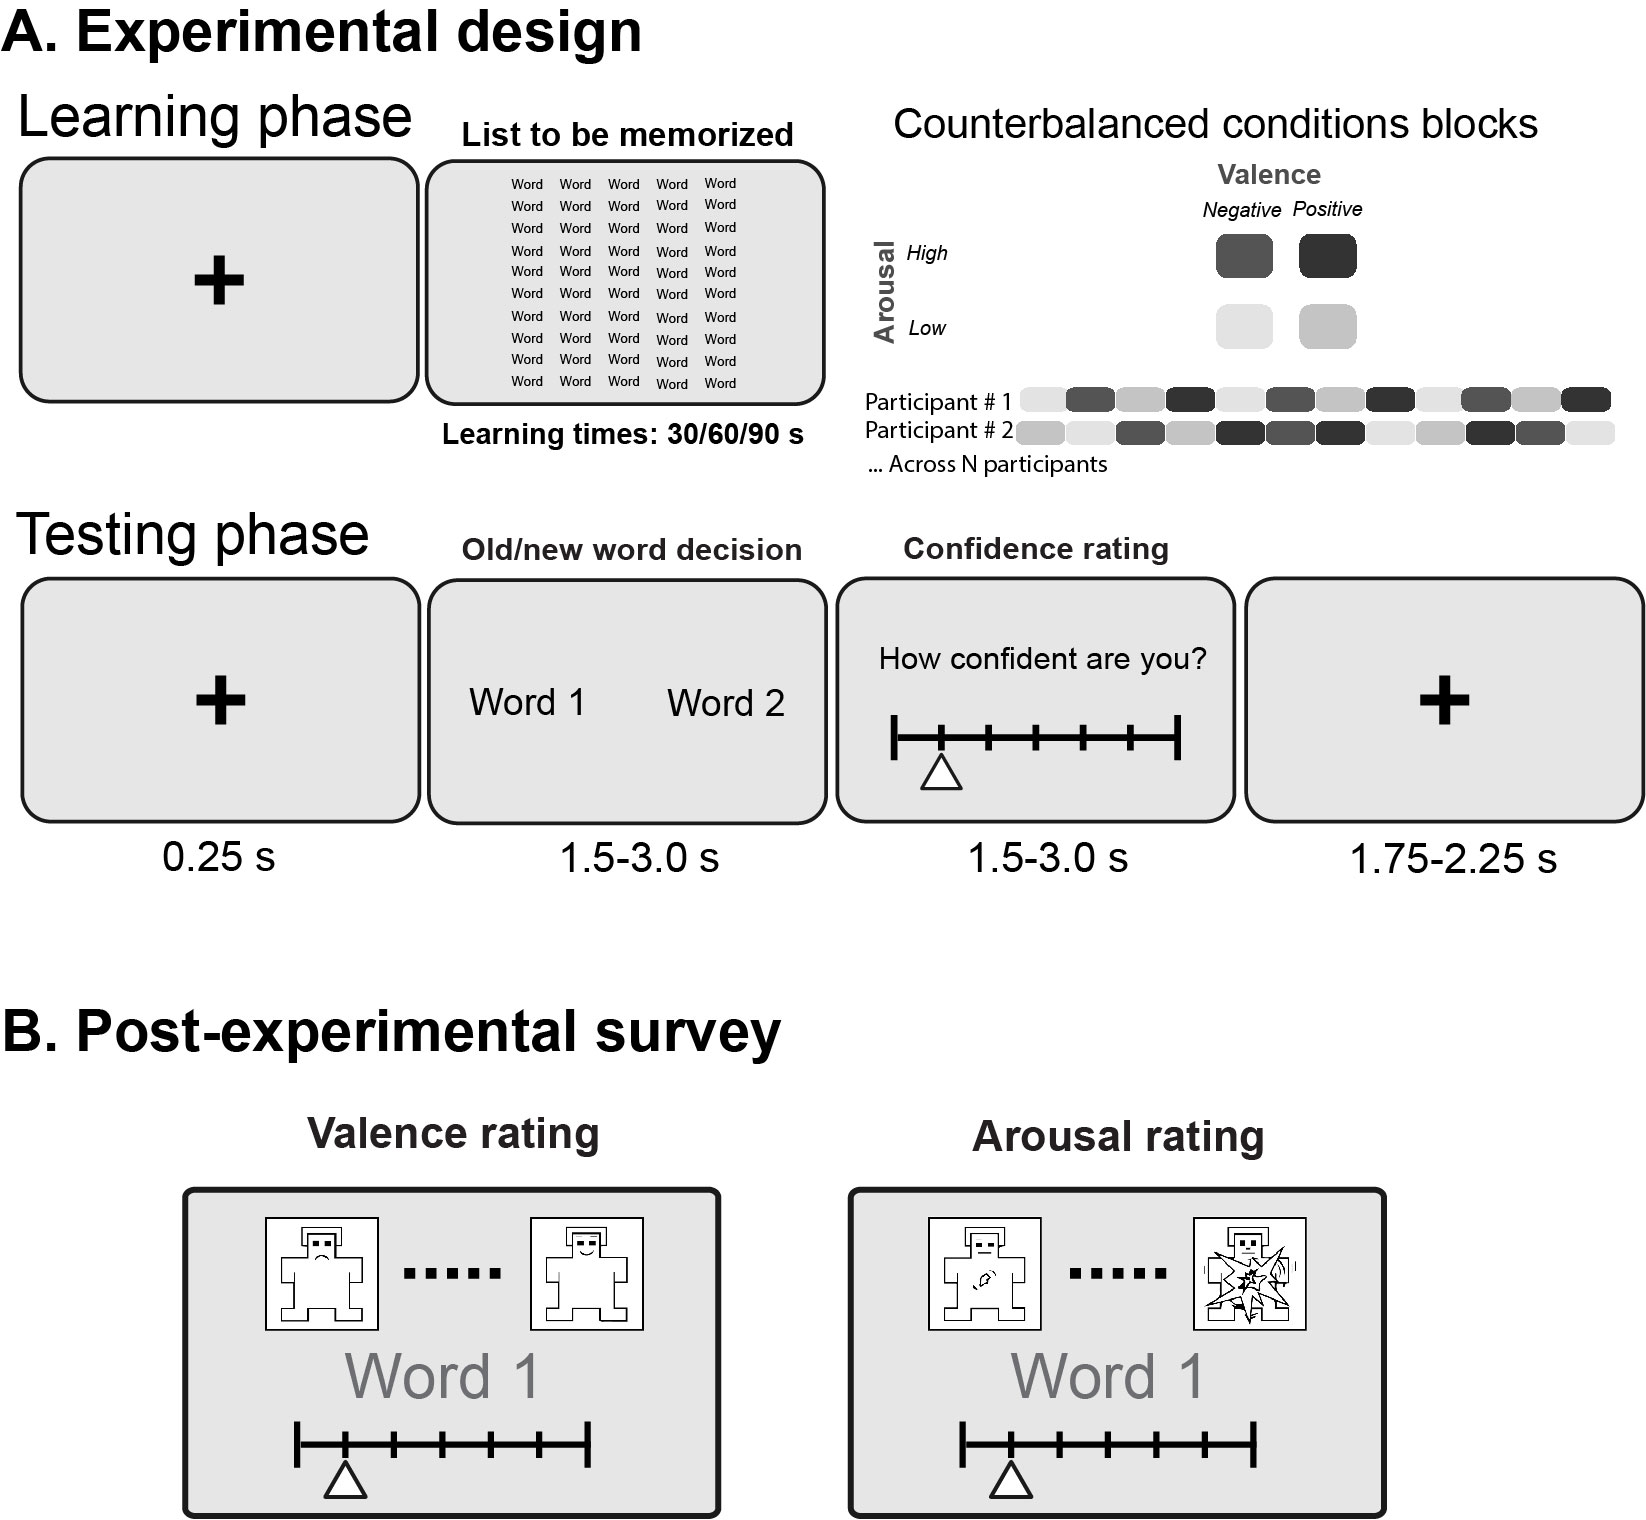 A. Experimental design
Learning phase
List to be memorized
Word Word Word Word Word
Word Word Word Word Word
Word Word Word Word Word
Word Word Word Word Word
Word Word Word Word Word
Word Word Word Word Word
Word Word Word Word Word
Word Word Word Word Word
Word Word Word Word Word
Word Word Word Word Word
Learning times: 30/60/90 s
Counterbalanced conditions blocks
Valence
Negative Positive
Arousal
High
Low
Participant # 1
Participant # 2
... Across N participants
Testing phase
Old/new word decision
Confidence rating
Word 1 Word 2
How confident are you?
0.25 s 1.5-3.0 s 1.5-3.0 s 1.75-2.25 s
B. Post-experimental survey
Valence rating
Arousal rating
Word 1
Word 1